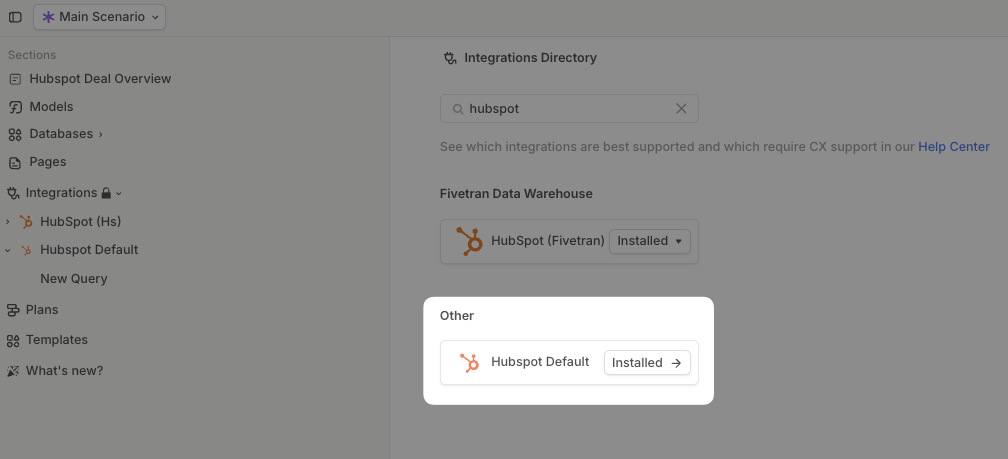 Main Scenario
Sections
Hubspot Deal Overview
Models
Databases
Pages
Integrations
HubSpot (Hs)
Hubspot Default
New Query
Plans
Templates
What's new?
Integrations Directory
hubspot
See which integrations are best supported and which require CX support in our Help Center
Fivetran Data Warehouse
HubSpot (Fivetran) Installed
Other
Hubspot Default Installed